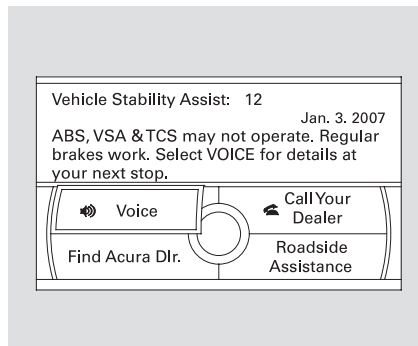 Vehicle Stability Assist: 12
Jan. 3. 2007
ABS, VSA & TCS may not operate. Regular
brakes work. Select VOICE for details at
your next stop.
Voice
Call Your
Dealer
Find Acura Dlr.
Roadside
Assistance